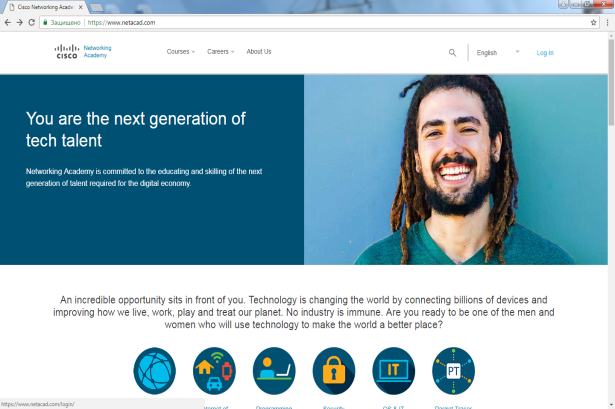 Cisco Networking Acade
Защищено | https://www.netacad.com
CISCO Networking Academy
Courses
Careers
About Us
English
Log In
You are the next generation of
tech talent
Networking Academy is committed to the educating and skilling of the next
generation of talent required for the digital economy.
An incredible opportunity sits in front of you. Technology is changing the world by connecting billions of devices and
improving how we live, work, play and treat our planet. No industry is immune. Are you ready to be one of the men and
women who will use technology to make the world a better place?
IT
PT
Internet of
Programming
Security
OS & IT
Packet Tracer
https://www.netacad.com/login/